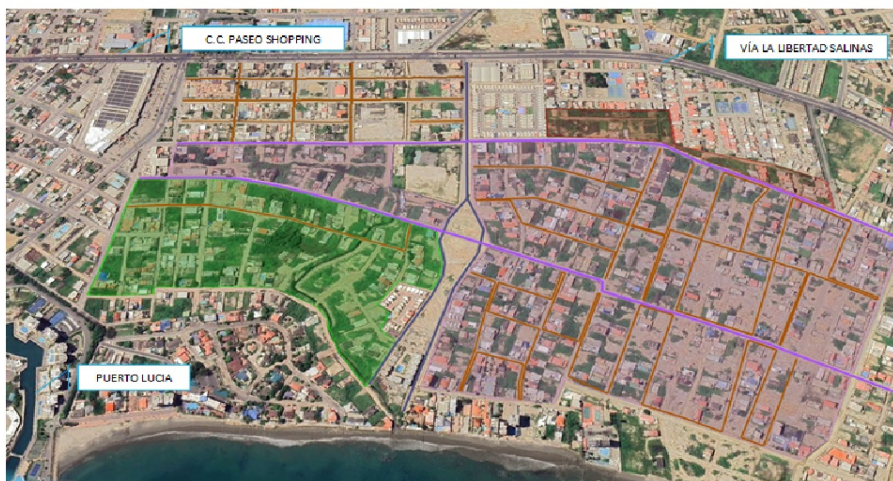 C.C. PASEO SHOPPING
VÍA LA LIBERTAD SALINAS
PUERTO LUCIA